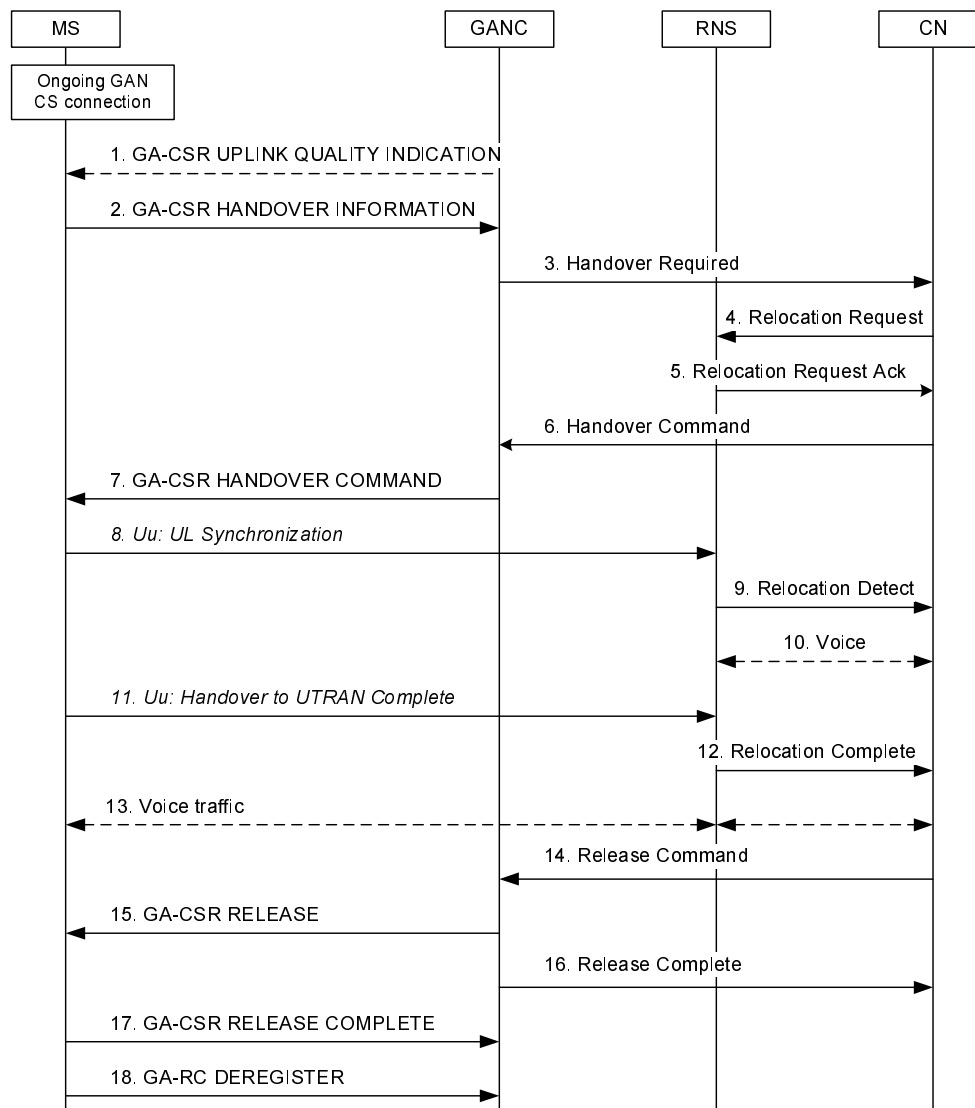 MS
GANC
RNS
CN
Ongoing GAN
CS connection
1. GA-CSR UPLINK QUALITY INDICATION
2. GA-CSR HANDOVER INFORMATION
3. Handover Required
4. Relocation Request
5. Relocation Request Ack
6. Handover Command
7. GA-CSR HANDOVER COMMAND
8. Uu: UL Synchronization
9. Relocation Detect
10. Voice
11. Uu: Handover to UTRAN Complete
12. Relocation Complete
13. Voice traffic
14. Release Command
15. GA-CSR RELEASE
16. Release Complete
17. GA-CSR RELEASE COMPLETE
18. GA-RC DEREGISTER